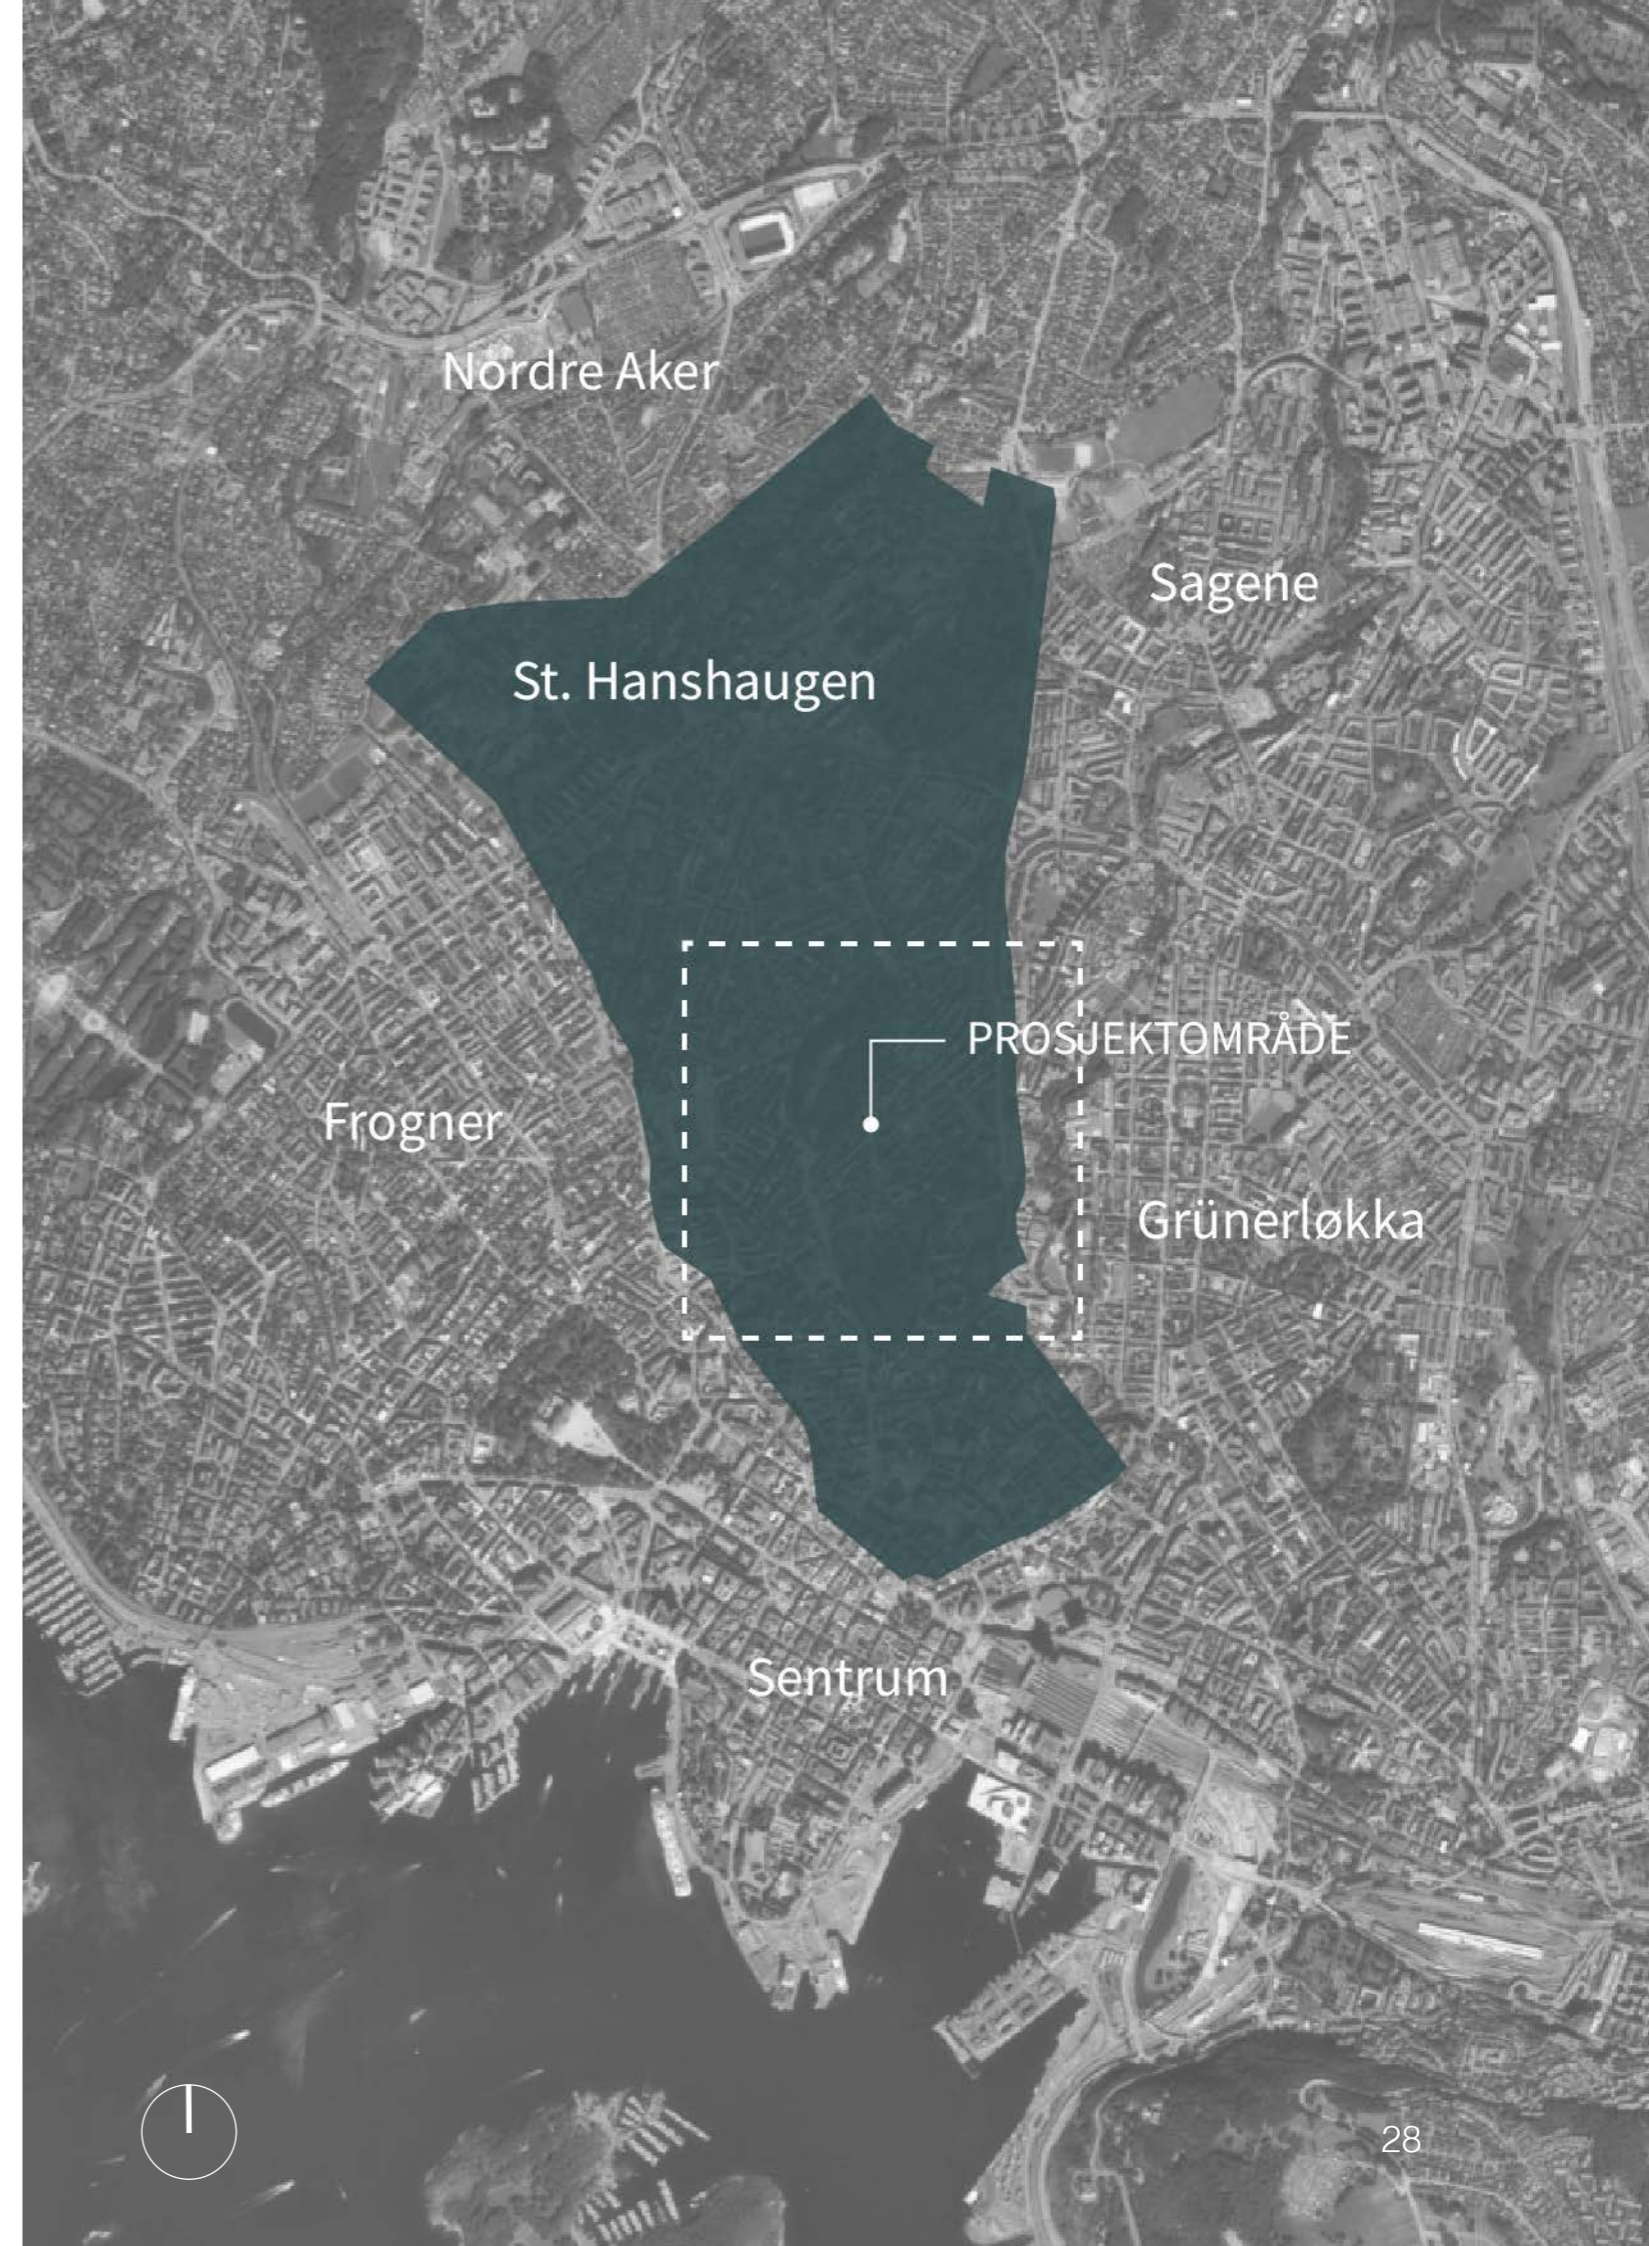 Nordre Aker
Sagene
St. Hanshaugen
PROSJEKTOMRÅDE
Frogner
Grünerløkka
Sentrum
28